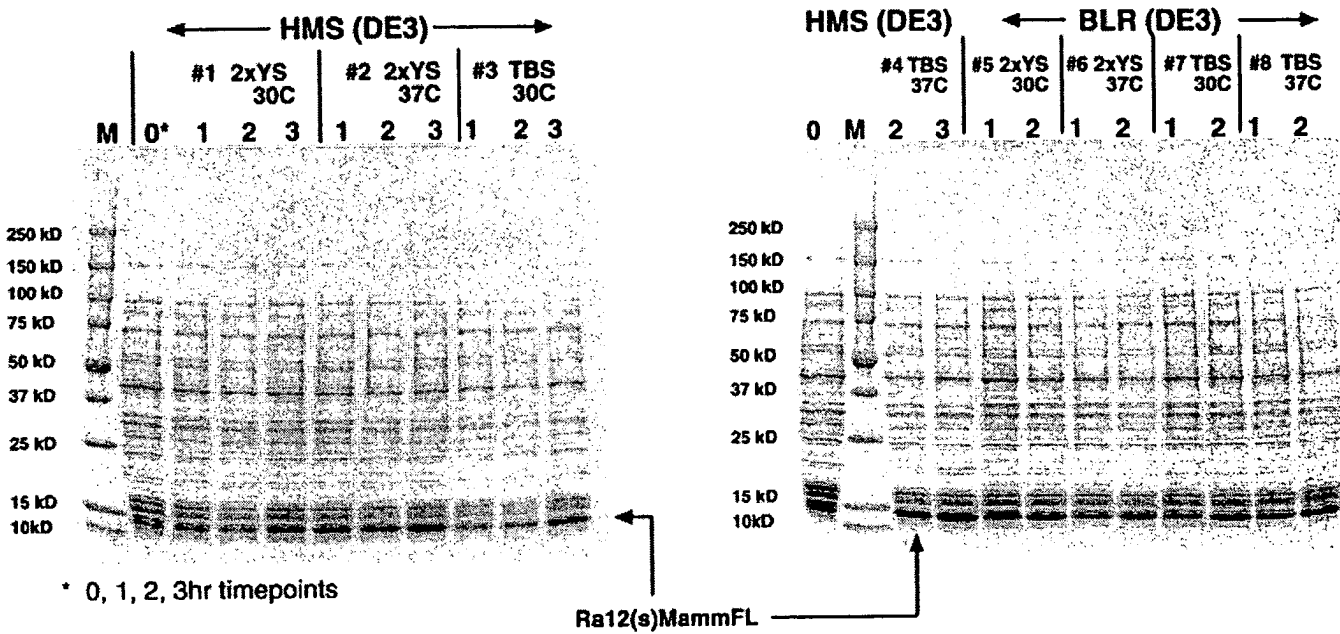 HMS (DE3)
#1 2xYS
30C
#2 2xYS
37C
#3 TBS
30C
M 0* 1 2 3 1 2 3 1 2 3
250 kD
150 kD
100 kD
75 kD
50 kD
37 kD
25 kD
15 kD
10kD
* 0, 1, 2, 3hr timepoints
HMS (DE3) BLR (DE3)
#4 TBS
37C
#5 2xYS
30C
#6 2xYS
37C
#7 TBS
30C
#8 TBS
37C
0 M 2 3 1 2 1 2 1 2 1 2
250 kD
150 kD
100 kD
75 kD
50 kD
37 kD
25 kD
15 kD
10kD
Ra12(s)MammFL